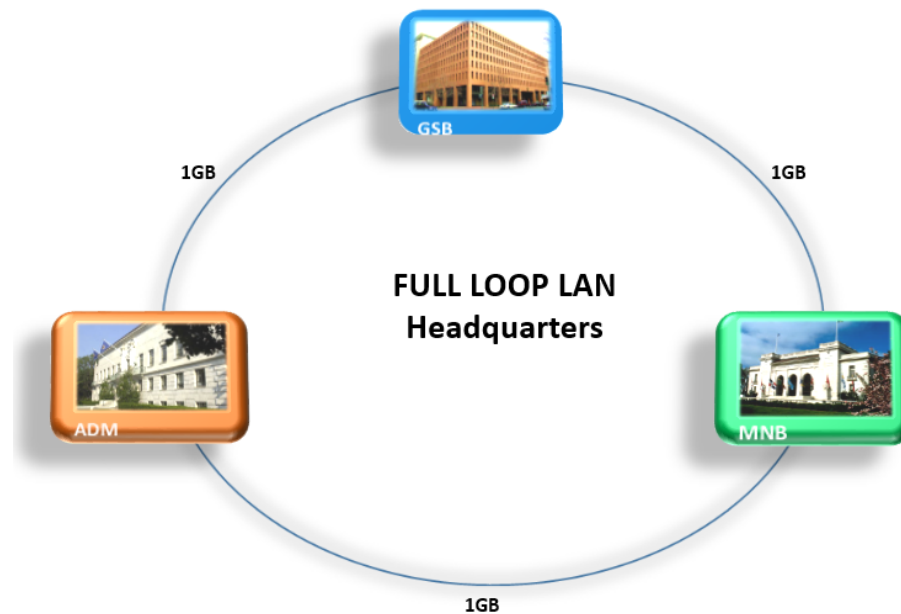 GSB
1GB
1GB
FULL LOOP LAN
Headquarters
ADM
MNB
1GB